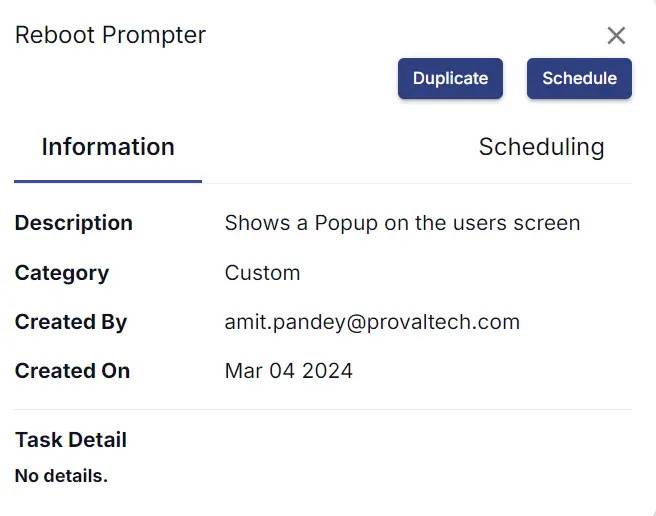 Reboot Prompter
Duplicate Schedule
Information Scheduling
Description Shows a Popup on the users screen
Category Custom
Created By amit.pandey@provaltech.com
Created On Mar 04 2024
Task Detail
No details.